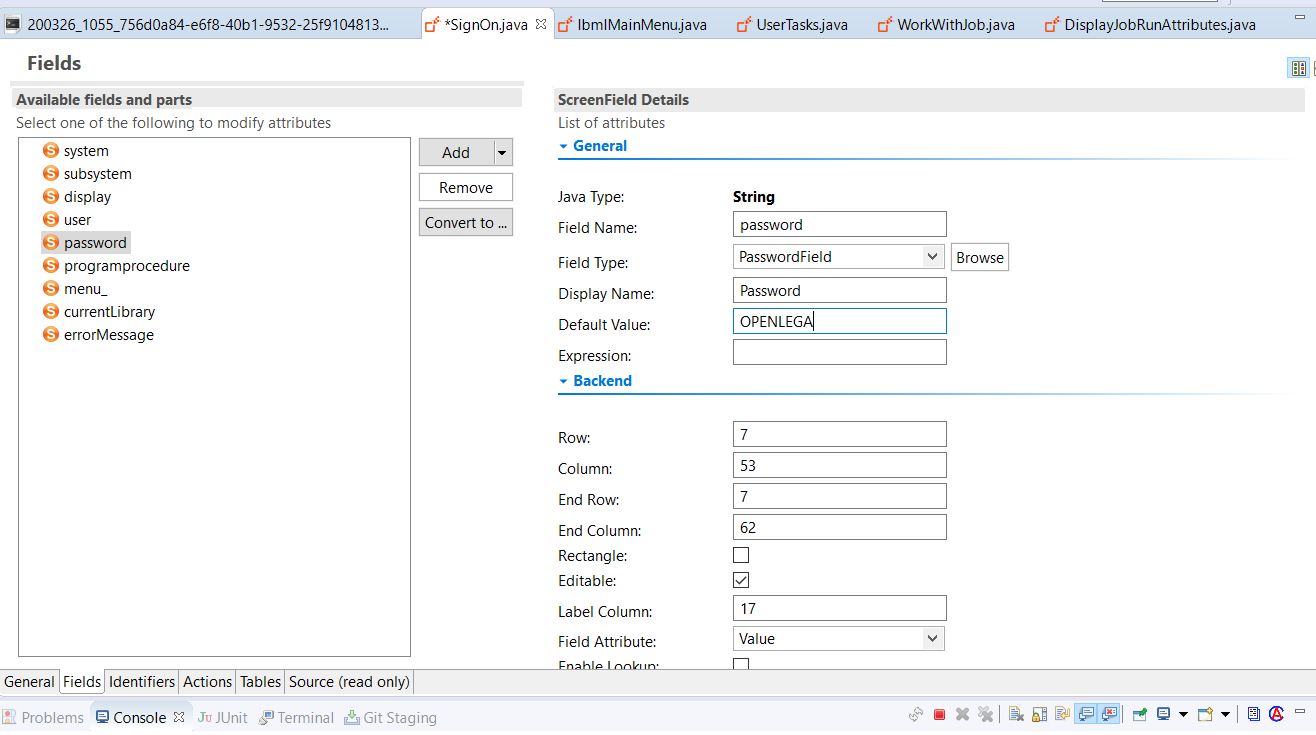 200326_1055_756d0a84-e6f8-40b1-9532-25f9104813...
*SignOn.java
IbmIMainMenu.java
UserTasks.java
WorkWithJob.java
DisplayJobRunAttributes.java
Fields
Available fields and parts
Select one of the following to modify attributes
system
subsystem
display
user
password
programprocedure
menu_
currentLibrary
errorMessage
Add
Remove
Convert to ...
ScreenField Details
List of attributes
General
Java Type: String
Field Name: password
Field Type: PasswordField Browse
Display Name: Password
Default Value: OPENLEGA
Expression:
Backend
Row: 7
Column: 53
End Row: 7
End Column: 62
Rectangle:
Editable:
Label Column: 17
Field Attribute: Value
Enable Lookup:
General Fields Identifiers Actions Tables Source (read only)
Problems Console JUnit Terminal Git Staging